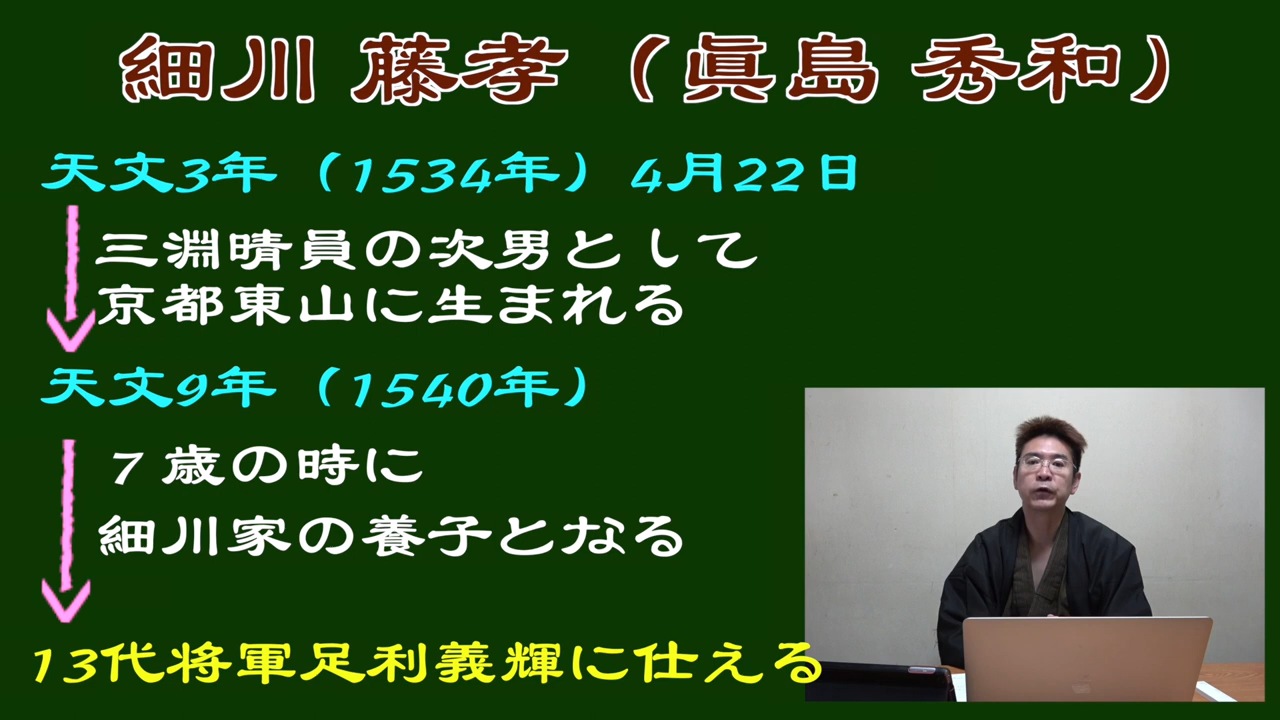 細川 藤孝（眞島 秀和）
天文3年（1534年）4月22日
三淵晴員の次男として
京都東山に生まれる
天文9年（1540年）
7歳の時に
細川家の養子となる
13代将軍足利義輝に仕える